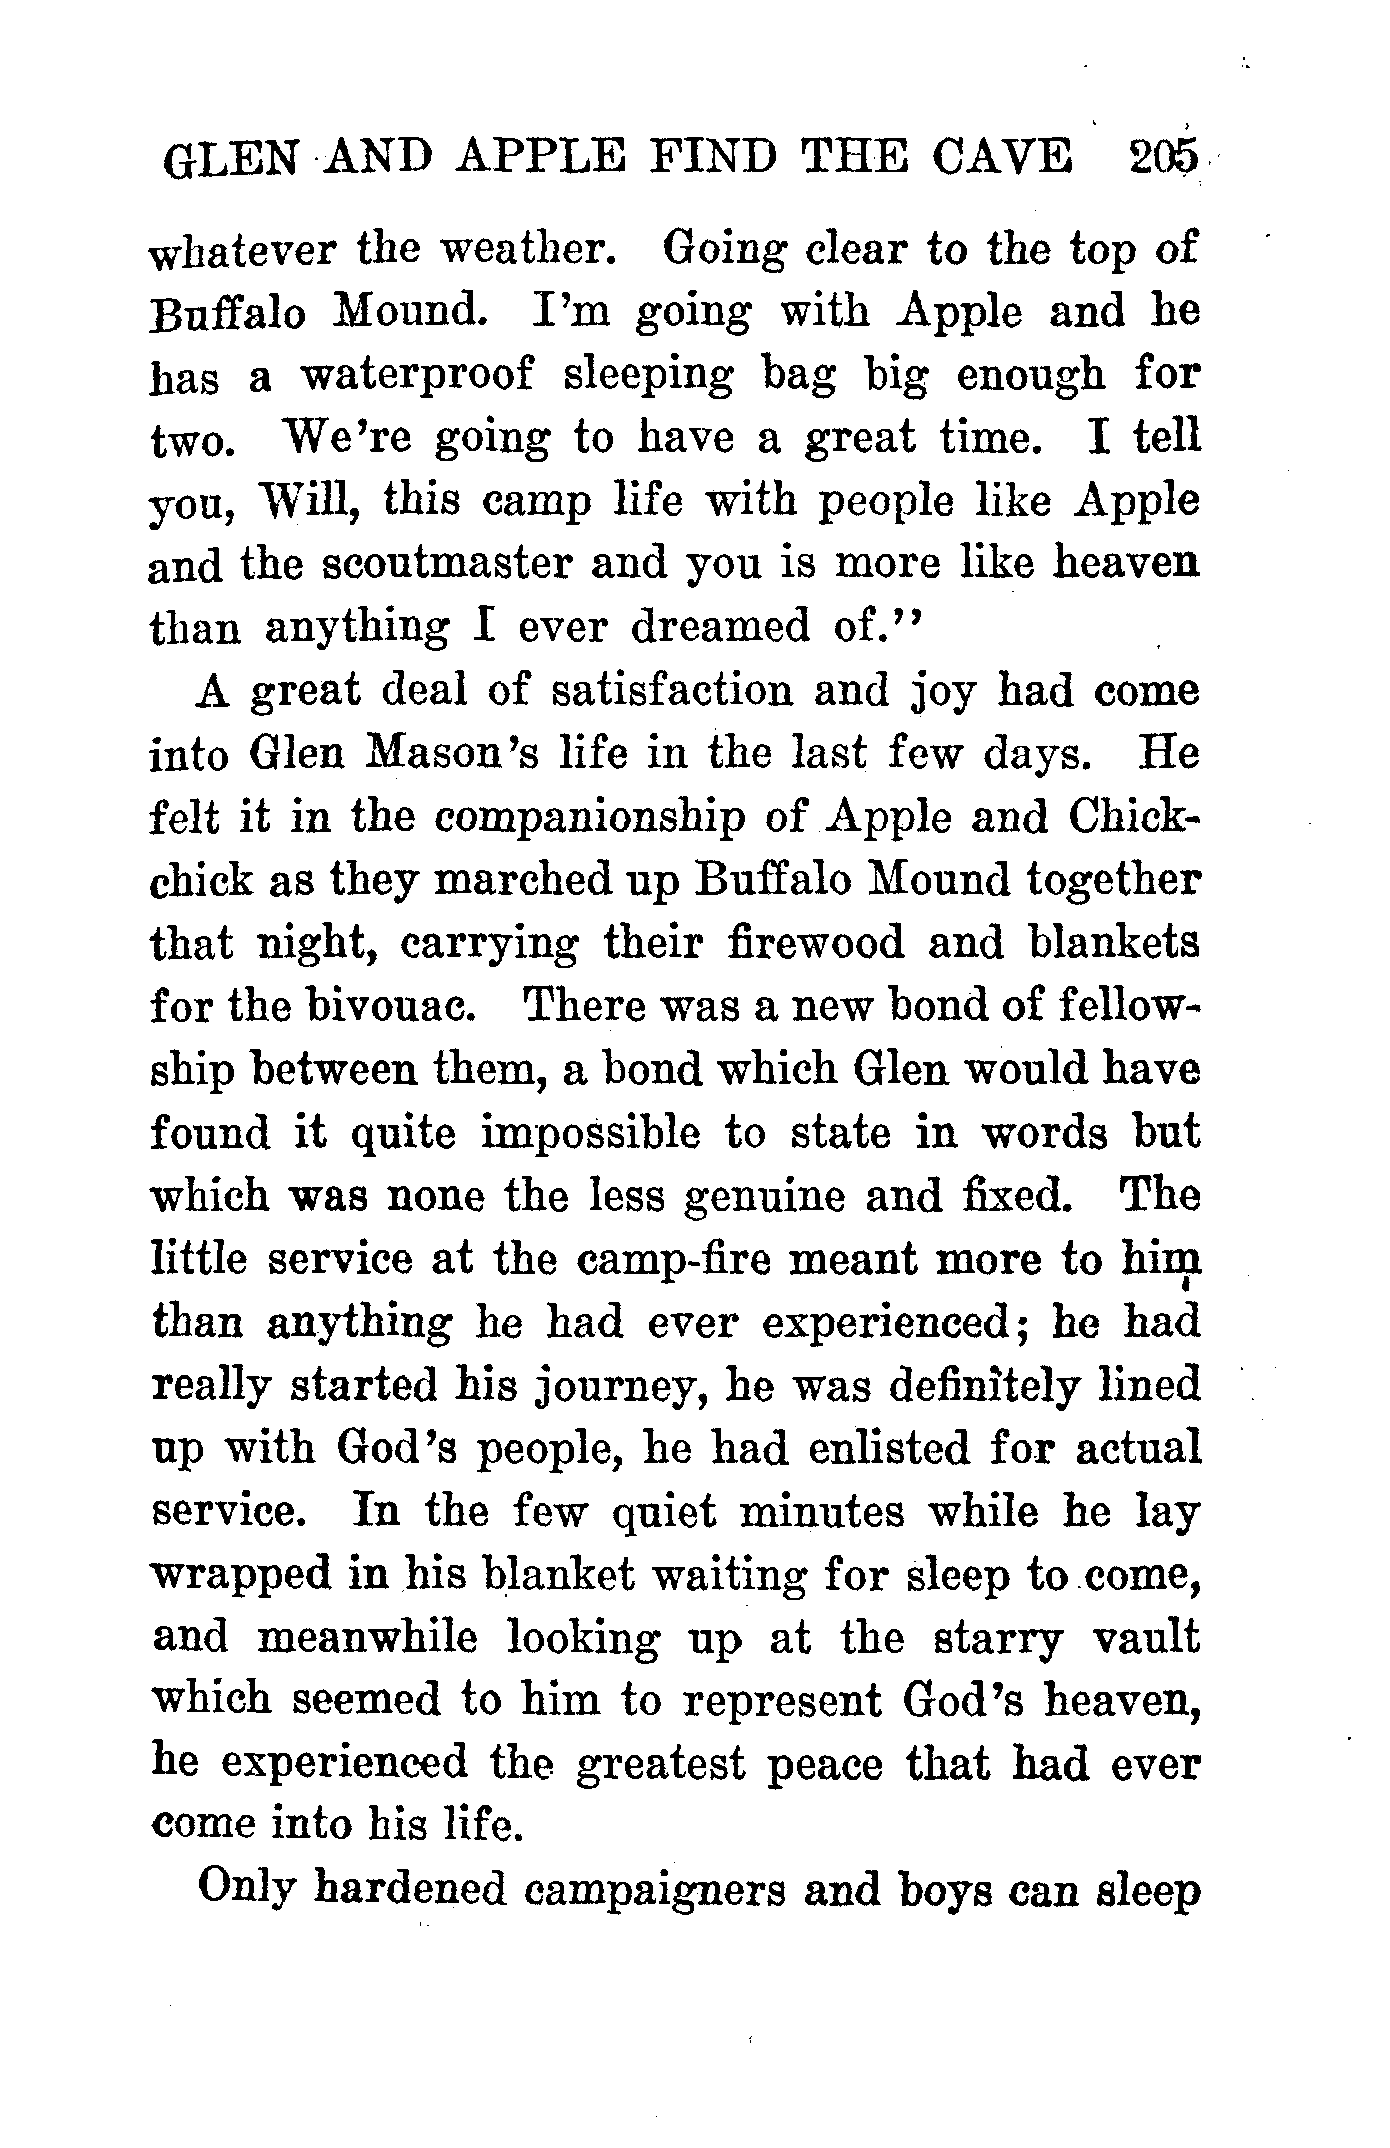 GLEN AND APPLE FIND THE CAVE 205
whatever the weather. Going clear to the top of
Buffalo Mound. I'm going with Apple and he
has a waterproof sleeping bag big enough for
two. We're going to have a great time. I tell
you, Will, this camp life with people like Apple
and the scoutmaster and you is more like heaven
than anything I ever dreamed of.''
A great deal of satisfaction and joy had come
into Glen Mason's life in the last few days. He
felt it in the companionship of Apple and Chick-
chick as they marched up Buffalo Mound together
that night, carrying their firewood and blankets
for the bivouac. There was a new bond of fellow-
ship between them, a bond which Glen would have
found it quite impossible to state in words but
which was none the less genuine and fixed. The
little service at the camp-fire meant more to him
than anything he had ever experienced; he had
really started his journey, he was definitely lined
up with God's people, he had enlisted for actual
service. In the few quiet minutes while he lay
wrapped in his blanket waiting for sleep to come,
and meanwhile looking up at the starry vault
which seemed to him to represent God's heaven,
he experienced the greatest peace that had ever
come into his life.
Only hardened campaigners and boys can sleep